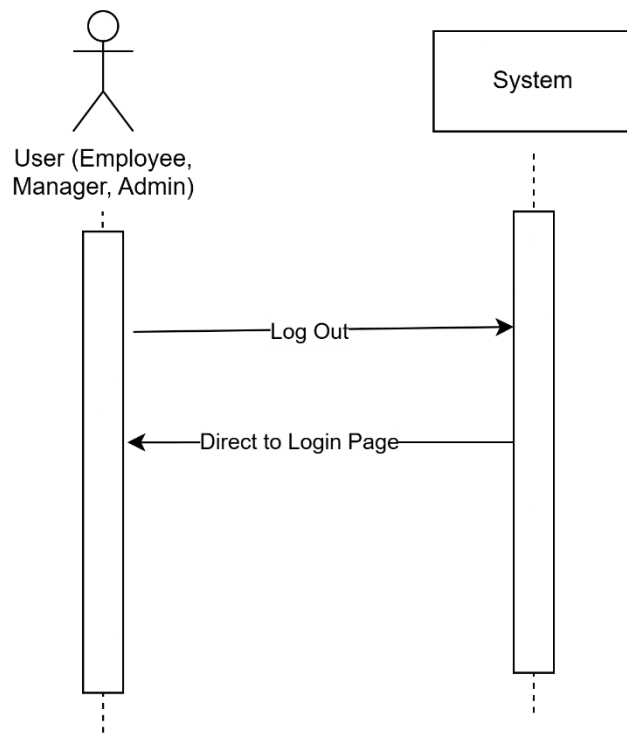 System
User (Employee,
Manager, Admin)
Log Out
Direct to Login Page